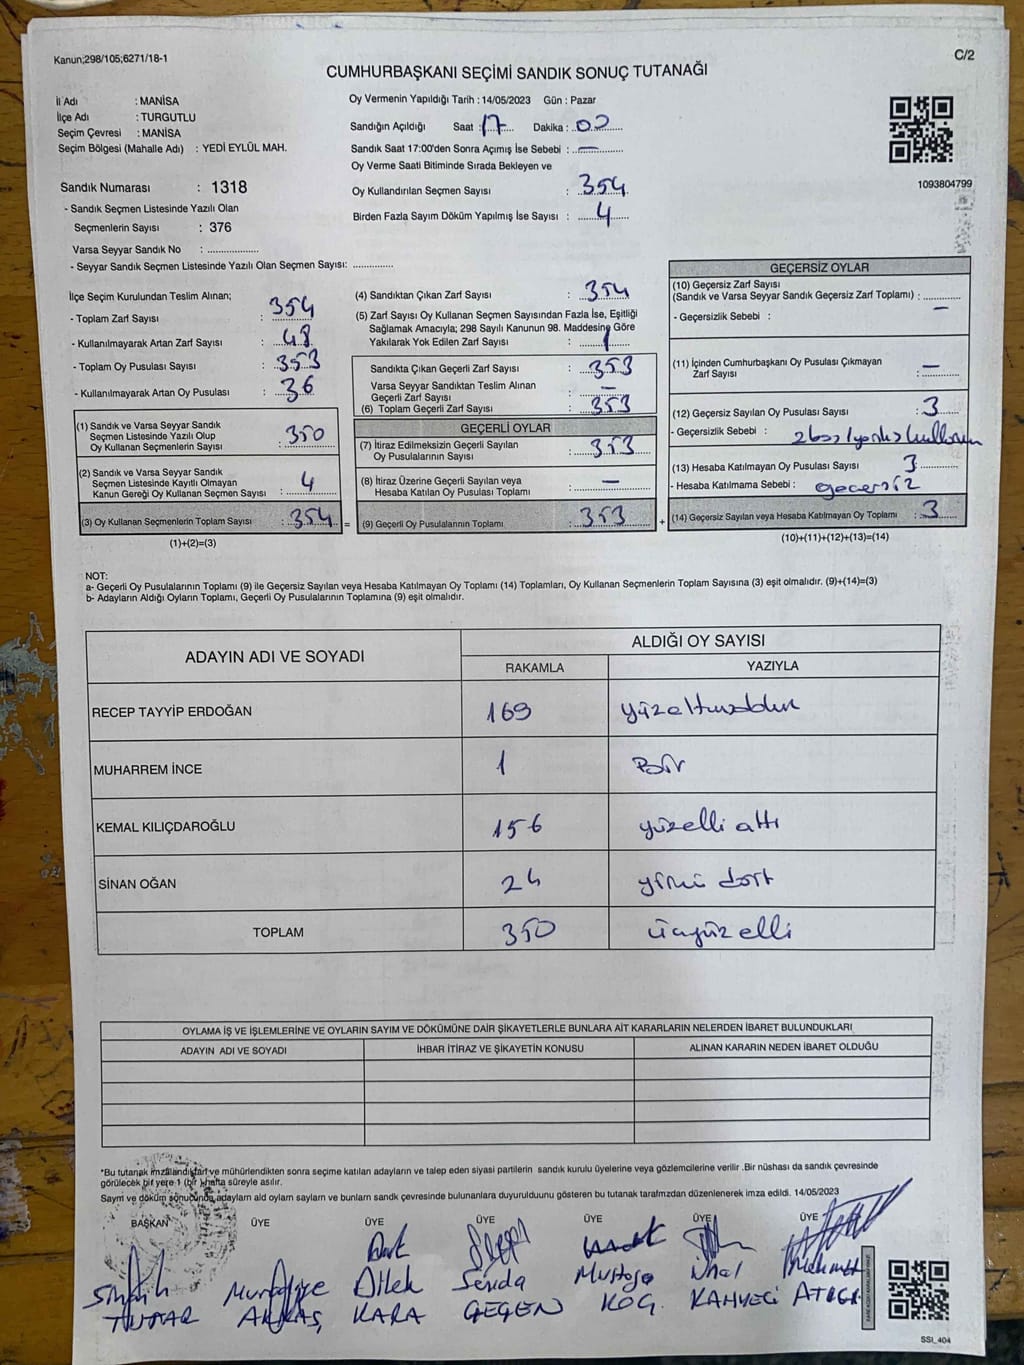 Kanun;298/105;6271/18-1
C/2
CUMHURBAŞKANI SEÇİMİ SANDIK SONUÇ TUTANAĞI
İl Adı : MANİSA
İlçe Adı : TURGUTLU
Seçim Çevresi : MANİSA
Seçim Bölgesi (Mahalle Adı) : YEDİ EYLÜL MAH.
Sandık Numarası : 1318
- Sandık Seçmen Listesinde Yazılı Olan
Seçmenlerin Sayısı : 376
Varsa Seyyar Sandık No : ..................
- Seyyar Sandık Seçmen Listesinde Yazılı Olan Seçmen Sayısı: ..............
Oy Vermenin Yapıldığı Tarih : 14/05/2023 Gün : Pazar
Sandığın Açıldığı Saat : 17 Dakika : 00
Sandık Saat 17:00'den Sonra Açımış İse Sebebi : —
Oy Verme Saati Bitiminde Sırada Bekleyen ve
Oy Kullandırılan Seçmen Sayısı : 354
Birden Fazla Sayım Döküm Yapılmış İse Sayısı : 4
1093804799
İlçe Seçim Kurulundan Teslim Alınan;
- Toplam Zarf Sayısı : 354
- Kullanılmayarak Artan Zarf Sayısı : 48
- Toplam Oy Pusulası Sayısı : 353
- Kullanılmayarak Artan Oy Pusulası : 36
(1) Sandık ve Varsa Seyyar Sandık
Seçmen Listesinde Yazılı Olup
Oy Kullanan Seçmenlerin Sayısı : 350
(2) Sandık ve Varsa Seyyar Sandık
Seçmen Listesinde Kayıtlı Olmayan
Kanun Gereği Oy Kullanan Seçmen Sayısı : 4
(3) Oy Kullanan Seçmenlerin Toplam Sayısı : 354 =
(1)+(2)=(3)
(4) Sandıktan Çıkan Zarf Sayısı : 354
(5) Zarf Sayısı Oy Kullanan Seçmen Sayısından Fazla İse, Eşitliği
Sağlamak Amacıyla; 298 Sayılı Kanunun 98. Maddesine Göre
Yakılarak Yok Edilen Zarf Sayısı : 1
Sandıkta Çıkan Geçerli Zarf Sayısı : 353
Varsa Seyyar Sandıktan Teslim Alınan
Geçerli Zarf Sayısı : —
(6) Toplam Geçerli Zarf Sayısı : 353
GEÇERLİ OYLAR
(7) İtiraz Edilmeksizin Geçerli Sayılan
Oy Pusulalarının Sayısı : 353
(8) İtiraz Üzerine Geçerli Sayılan veya
Hesaba Katılan Oy Pusulası Toplamı : —
(9) Geçerli Oy Pusulalarının Toplamı : 353 +
GEÇERSİZ OYLAR
(10) Geçersiz Zarf Sayısı
(Sandık ve Varsa Seyyar Sandık Geçersiz Zarf Toplamı) : ............
- Geçersizlik Sebebi : —
(11) İçinden Cumhurbaşkanı Oy Pusulası Çıkmayan
Zarf Sayısı : —
(12) Geçersiz Sayılan Oy Pusulası Sayısı : 3
- Geçersizlik Sebebi :
(13) Hesaba Katılmayan Oy Pusulası Sayısı 3
- Hesaba Katılmama Sebebi : geçersiz
(14) Geçersiz Sayılan veya Hesaba Katılmayan Oy Toplamı : 3
(10)+(11)+(12)+(13)=(14)
NOT:
a- Geçerli Oy Pusulalarının Toplamı (9) ile Geçersiz Sayılan veya Hesaba Katılmayan Oy Toplamı (14) Toplamları, Oy Kullanan Seçmenlerin Toplam Sayısına (3) eşit olmalıdır. (9)+(14)=(3)
b- Adayların Aldığı Oyların Toplamı, Geçerli Oy Pusulalarının Toplamına (9) eşit olmalıdır.
ADAYIN ADI VE SOYADI ALDIĞI OY SAYISI
RAKAMLA YAZIYLA
RECEP TAYYİP ERDOĞAN 169
MUHARREM İNCE 1 Bir
KEMAL KILIÇDAROĞLU 156 yüzelli altı
SİNAN OĞAN 24 yirmi dört
TOPLAM 350 üçyüz elli
OYLAMA İŞ VE İŞLEMLERİNE VE OYLARIN SAYIM VE DÖKÜMÜNE DAİR ŞİKAYETLERLE BUNLARA AİT KARARLARIN NELERDEN İBARET BULUNDUKLARI
ADAYIN ADI VE SOYADI İHBAR İTİRAZ VE ŞİKAYETİN KONUSU ALINAN KARARIN NEDEN İBARET OLDUĞU
*Bu tutanak imzalandıktan ve mühürlendikten sonra seçime katılan adayların ve talep eden siyasi partilerin sandık kurulu üyelerine veya gözlemcilerine verilir .Bir nüshası da sandık çevresinde
görülecek bir yere 1 (bir ) hafta süreyle asılır.
Sayım ve döküm sonucunda adayların ald oyların sayların ve bunların sandk çevresinde bulunanlara duyurulduunu gösteren bu tutanak tarafmzdan düzenlenerek imza edildi. 14/05/2023
BAŞKAN ÜYE ÜYE ÜYE ÜYE ÜYE ÜYE
Dilek Senda Mustafa Nihal Mehmet
KARA GEÇEN KOÇ KAHVECİ
SSI_404